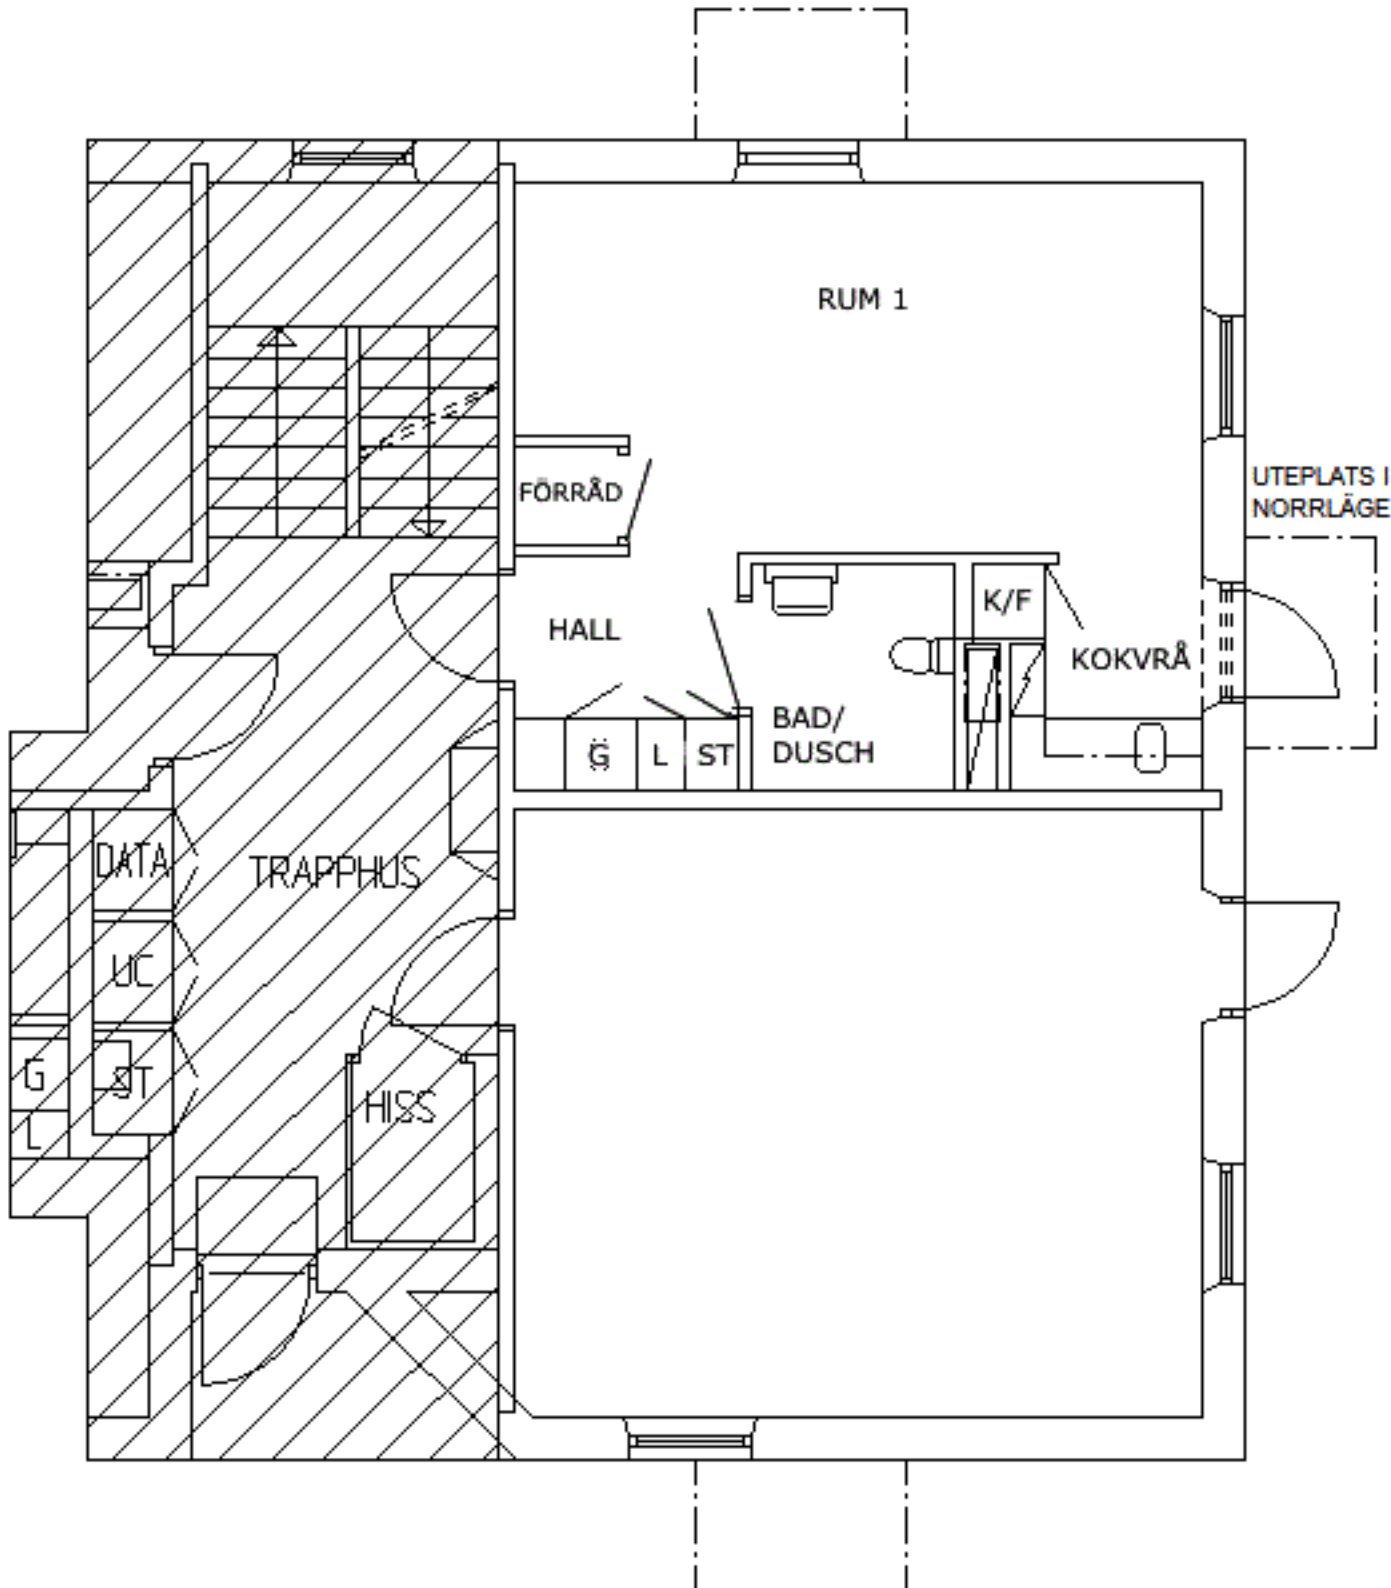 RUM 1
UTEPLATS I
NORRLÄGE
FÖRRÅD
K/F
HALL
KOKVRÅ
BAD/
DUSCH
G L ST
DATA
TRAPPHUS
UC
G
ST
HISS
L